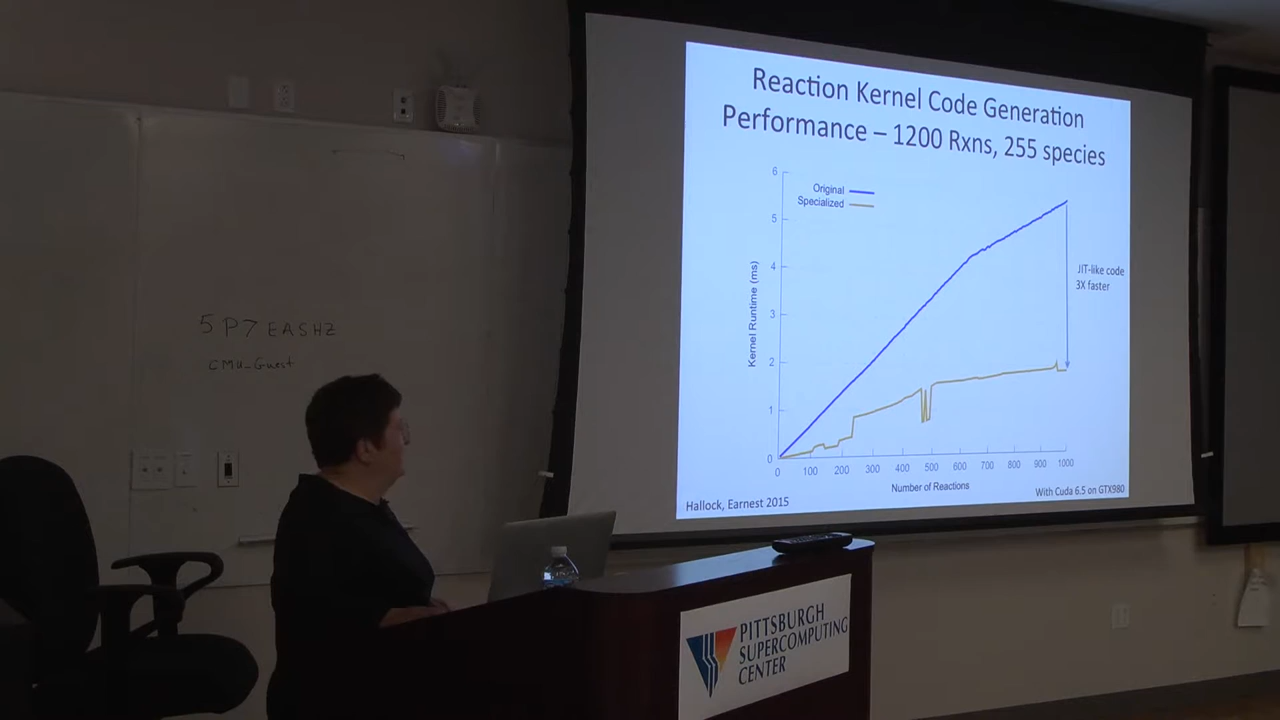 Reaction Kernel Code Generation
Performance – 1200 Rxns, 255 species
6
Original
Specialized
5
4
3
2
1
0
Kernel Runtime (ms)
JIT-like code
3X faster
0 100 200 300 400 500 600 700 800 900 1000
Number of Reactions
Hallock, Earnest 2015
With Cuda 6.5 on GTX980
5P7EASHZ
CMU_Guest
PITTSBURGH
SUPERCOMPUTING
CENTER